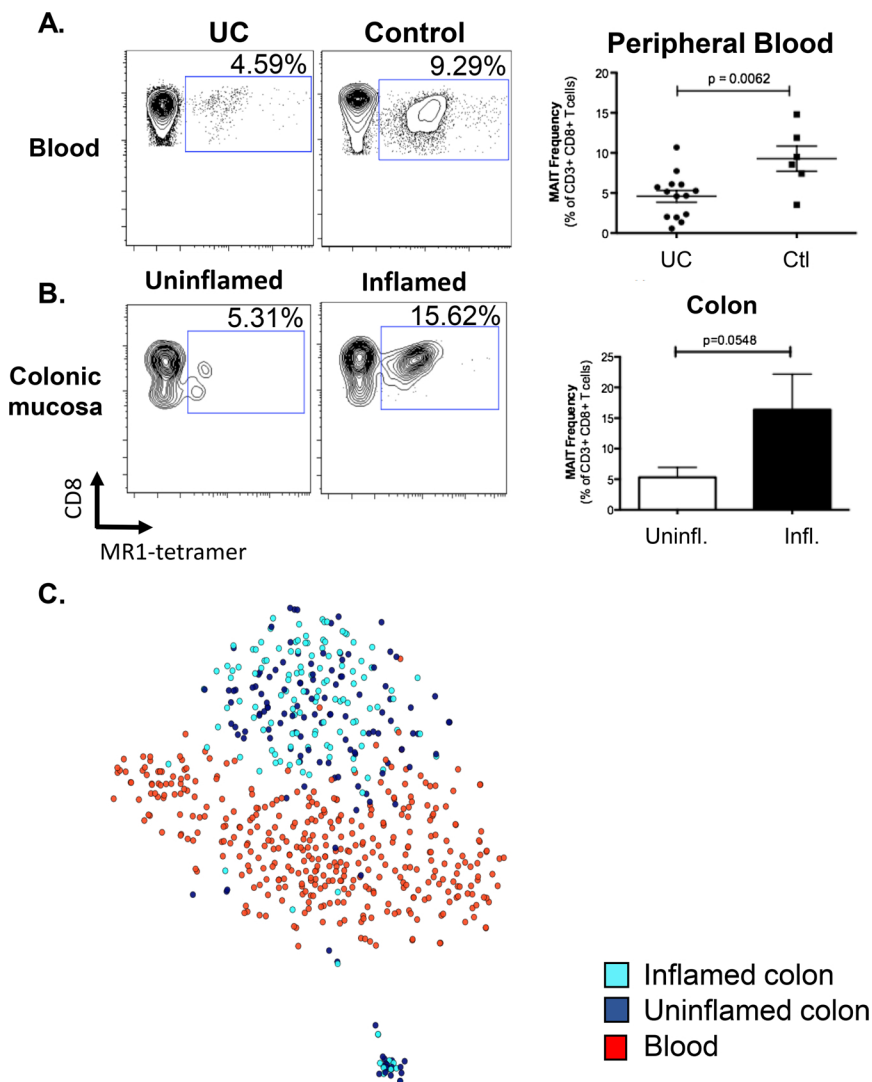 A.
UC
Control
Peripheral Blood
4.59%
9.29%
Blood
MAIT Frequency
(% of CD3+ CD8+ T cells)
20
15
10
5
0
p = 0.0062
UC
Ctl
B.
Uninflamed
Inflamed
Colon
5.31%
15.62%
Colonic
mucosa
MAIT Frequency
(% of CD3+ CD8+ T cells)
25
20
15
10
5
0
p=0.0548
Uninfl.
Infl.
CD8
MR1-tetramer
C.
Inflamed colon
Uninflamed colon
Blood